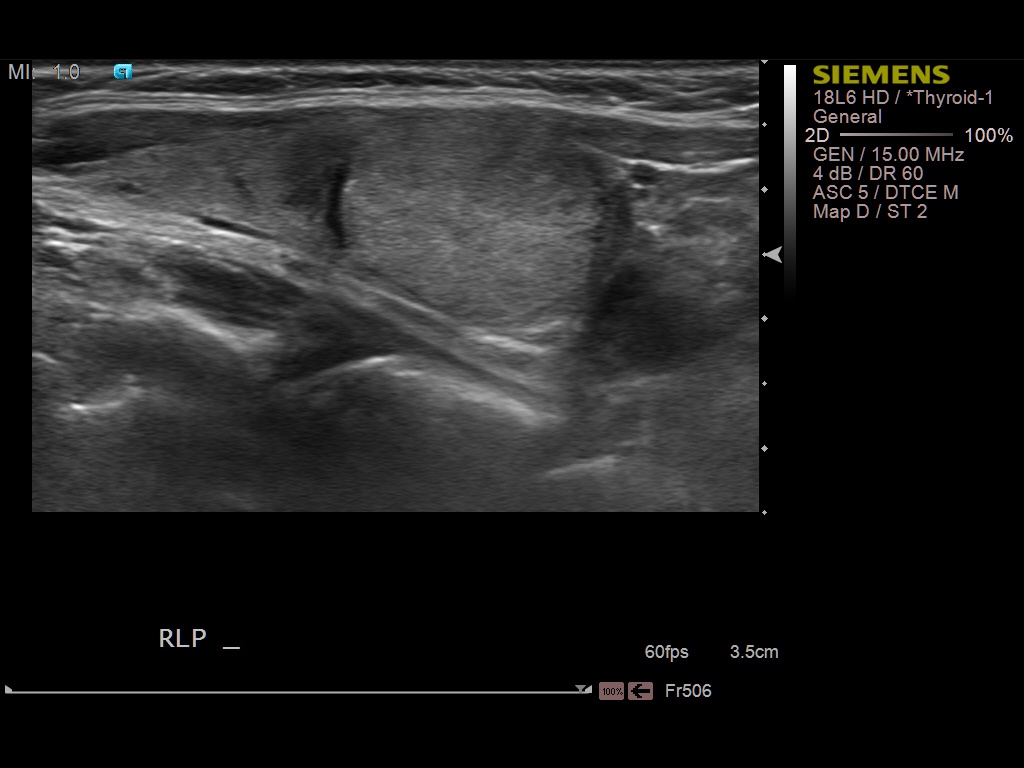 MI: 1.0
SIEMENS
18L6 HD / *Thyroid-1
General
2D 100%
GEN / 15.00 MHz
4 dB / DR 60
ASC 5 / DTCE M
Map D / ST 2
RLP _
60fps 3.5cm
100% Fr506